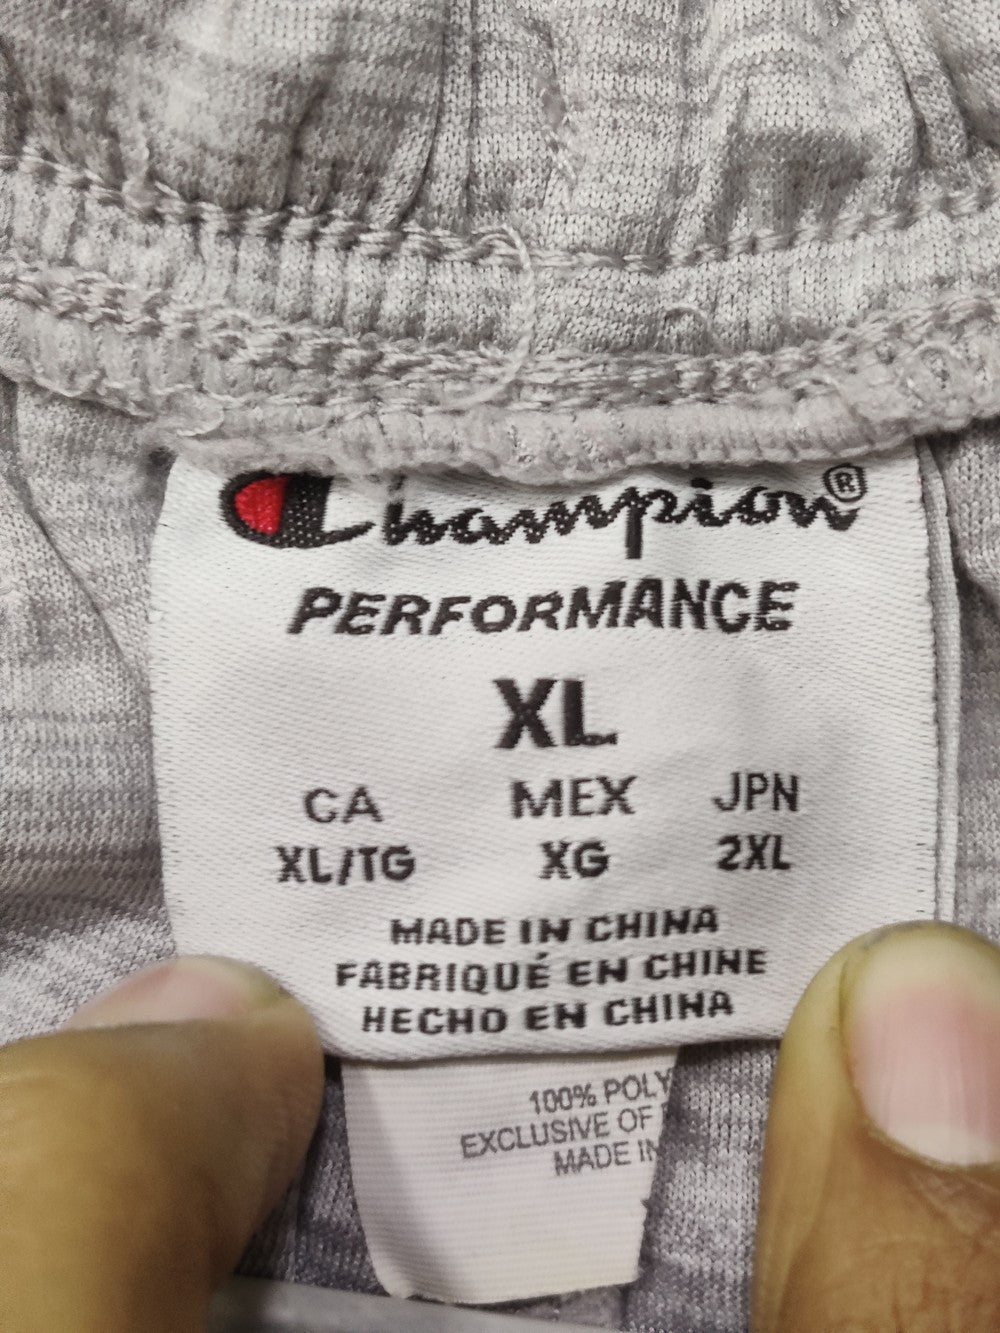 Champion®
PERFORMANCE
XL
CA MEX JPN
XL/TG XG 2XL
MADE IN CHINA
FABRIQUÉ EN CHINE
HECHO EN CHINA
100% POLY
EXCLUSIVE OF
MADE IN